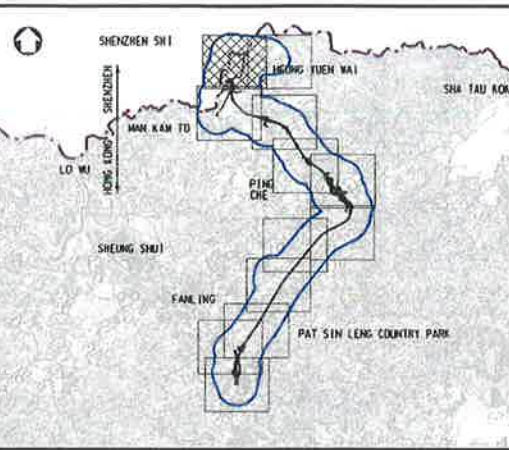 SHENZHEN SHI
HEUNG YUEN WAI
SHA TAU KOK
SHENZHEN
HONG KONG
MAN KAM TO
LO WU
PING
CHE
SHEUNG SHUI
FANLING
PAT SIN LENG COUNTRY PARK